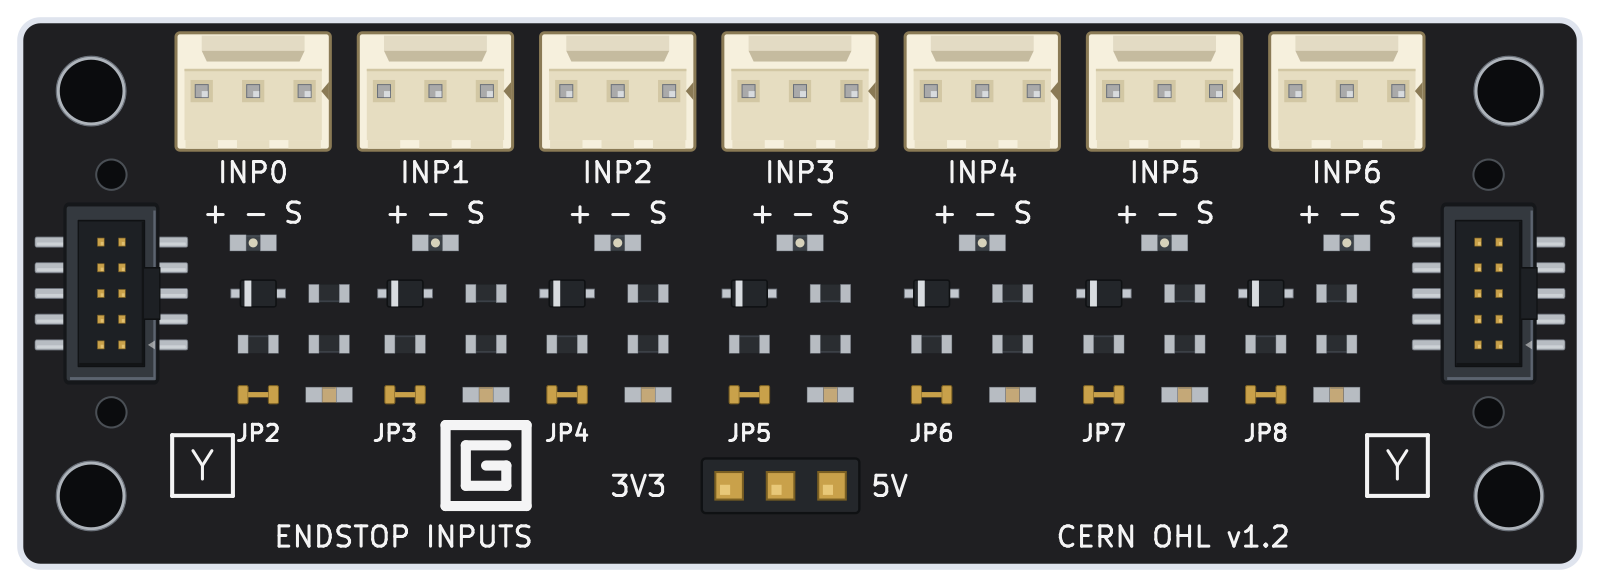 INP0 INP1 INP2 INP3 INP4 INP5 INP6
+ - S + - S + - S + - S + - S + - S + - S
JP2 JP3 JP4 JP5 JP6 JP7 JP8
Y G 3V3 5V Y
ENDSTOP INPUTS CERN OHL v1.2